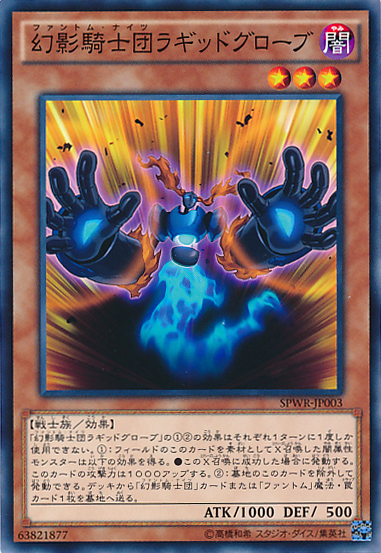 ファントム・ナイツ
幻影騎士団ラギッドグローブ
闇
SPWR-JP003
【戦士族/効果】
「幻影騎士団ラギッドグローブ」の①②の効果はそれぞれ1ターンに1度しか
使用できない。①:フィールドのこのカードを素材としてX召喚した闇属性
モンスターは以下の効果を得る。●このX召喚に成功した場合に発動する。
このカードの攻撃力は1000アップする。②:墓地のこのカードを除外して
発動できる。デッキから「幻影騎士団」カードまたは「ファントム」魔法・罠
カード1枚を墓地へ送る。
ATK/1000 DEF/ 500
63821877
©高橋和希 スタジオ・ダイス/集英社